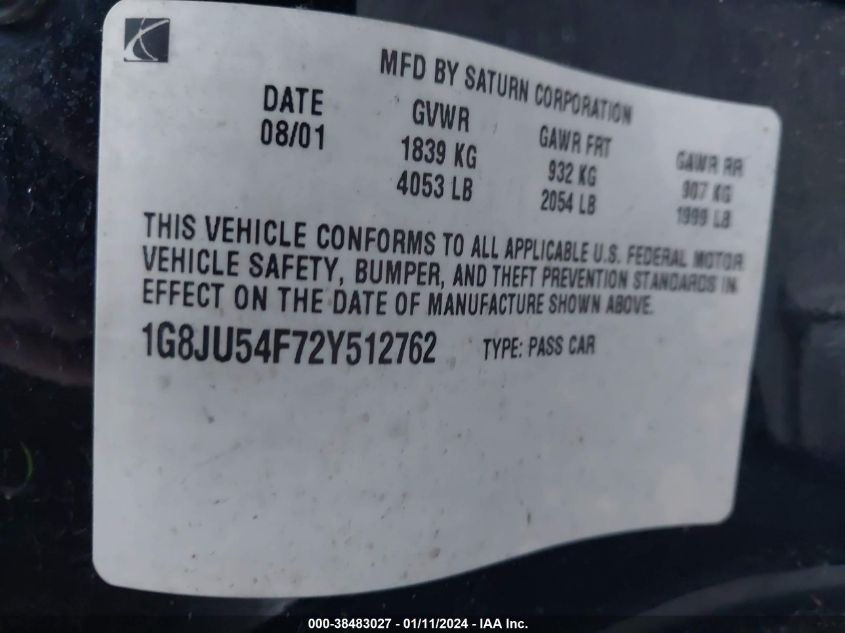 MFD BY SATURN CORPORATION
DATE GVWR GAWR FRT GAWR RR
08/01 1839 KG 932 KG 907 KG
4053 LB 2054 LB 1999 LB
THIS VEHICLE CONFORMS TO ALL APPLICABLE U.S. FEDERAL MOTOR
VEHICLE SAFETY, BUMPER, AND THEFT PREVENTION STANDARDS IN
EFFECT ON THE DATE OF MANUFACTURE SHOWN ABOVE.
1G8JU54F72Y512762 TYPE: PASS CAR
000-38483027 - 01/11/2024 - IAA Inc.